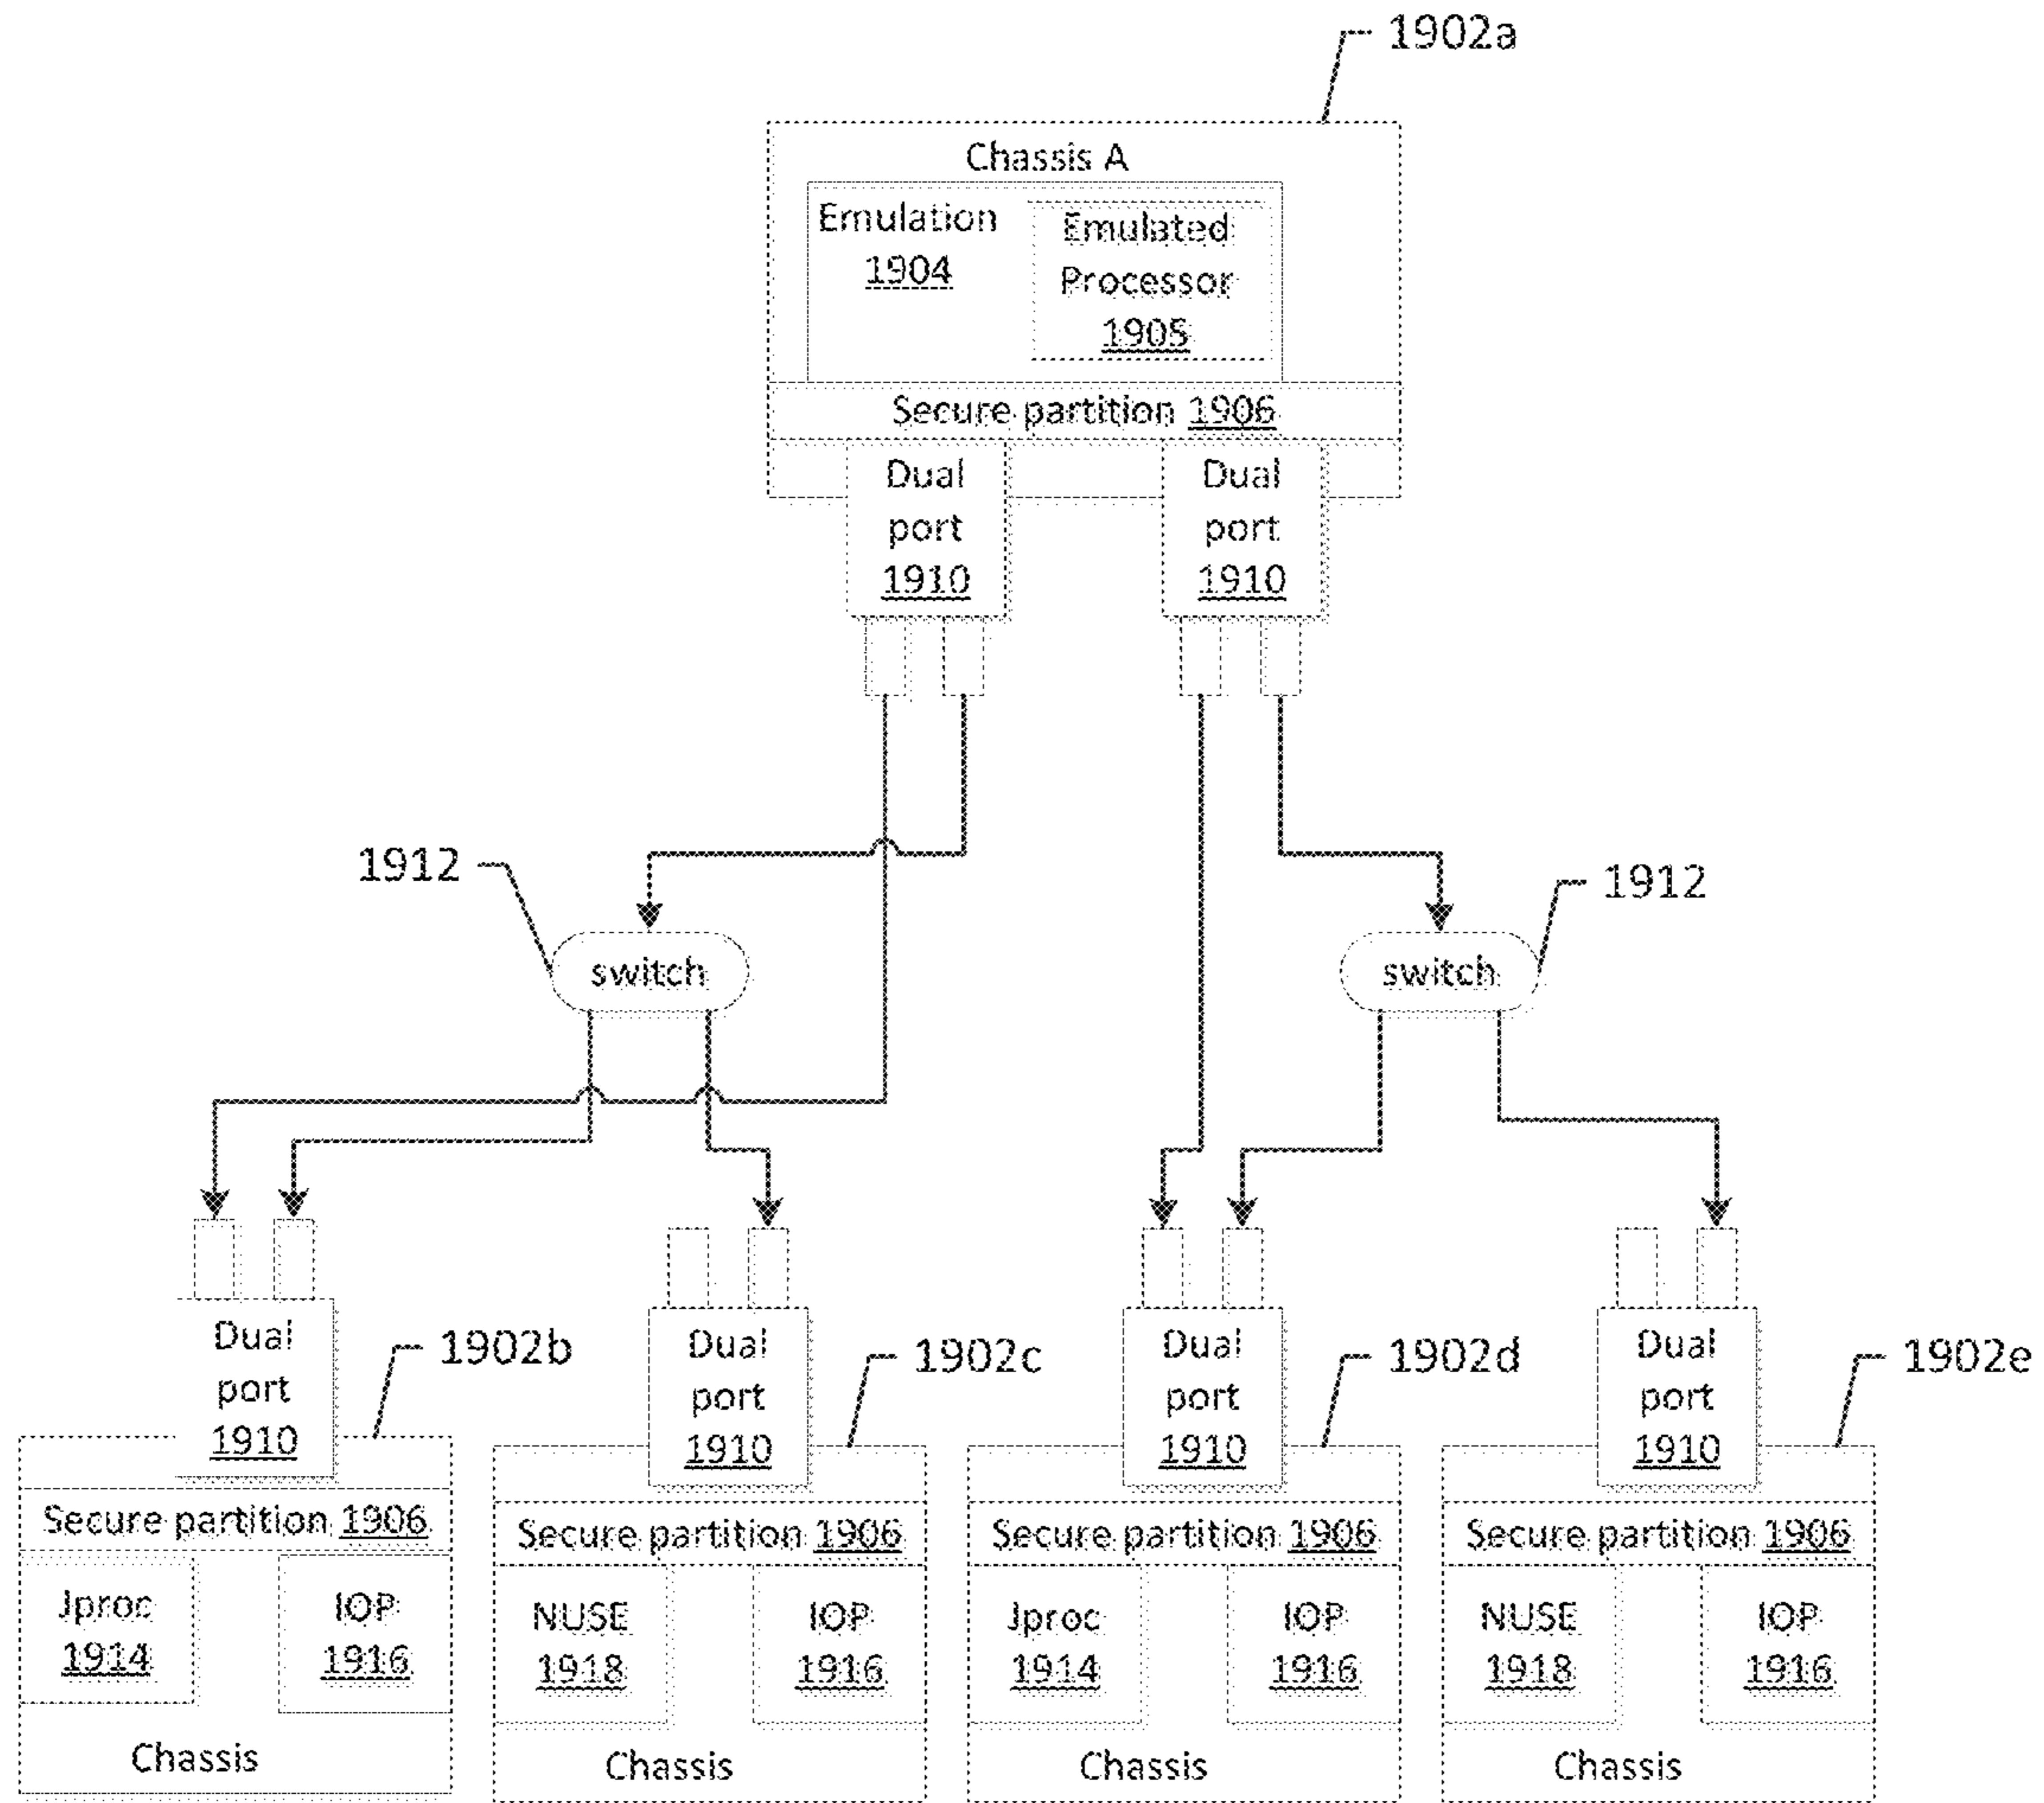 1902a
Chassis A
Emulation
1904
Emulated
Processor
1905
Secure partition 1906
Dual
port
1910
Dual
port
1910
1912
switch
switch
1912
Dual
port
1910
1902b
Secure partition 1906
Jproc
1914
IOP
1916
Chassis
Dual
port
1910
1902c
Secure partition 1906
NUSE
1918
IOP
1916
Chassis
Dual
port
1910
1902d
Secure partition 1906
Jproc
1914
IOP
1916
Chassis
Dual
port
1910
1902e
Secure partition 1906
NUSE
1918
IOP
1916
Chassis